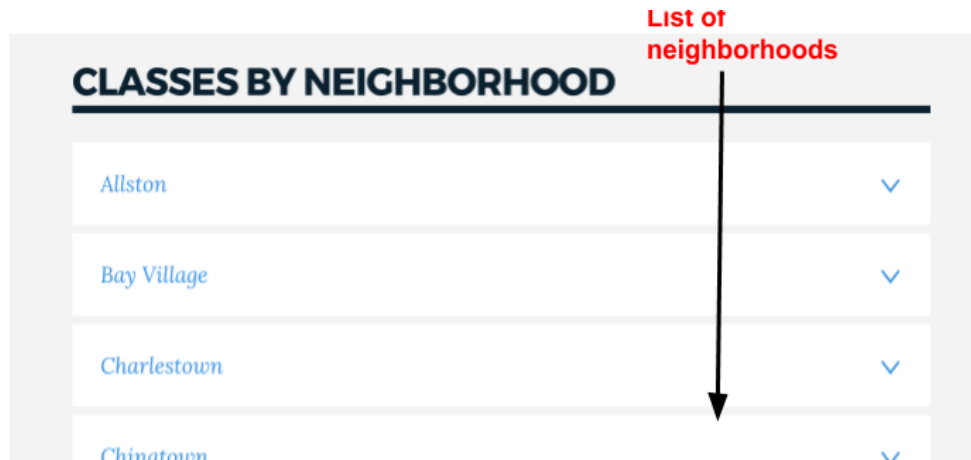 List of
neighborhoods
CLASSES BY NEIGHBORHOOD
Allston
Bay Village
Charlestown
Chinatown